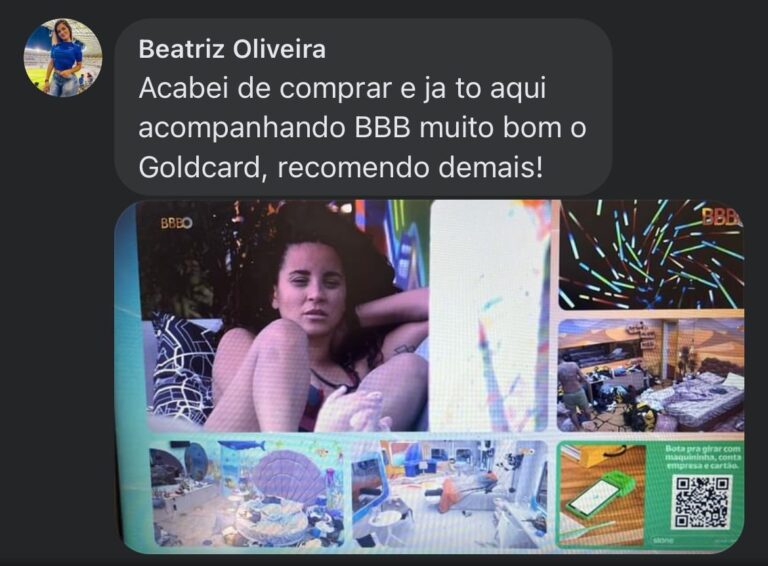 Beatriz Oliveira
Acabei de comprar e ja to aqui
acompanhando BBB muito bom o
Goldcard, recomendo demais!
BBB
BBB
Bota pra girar com
maquininha, conta
empresa e cartão.
stone